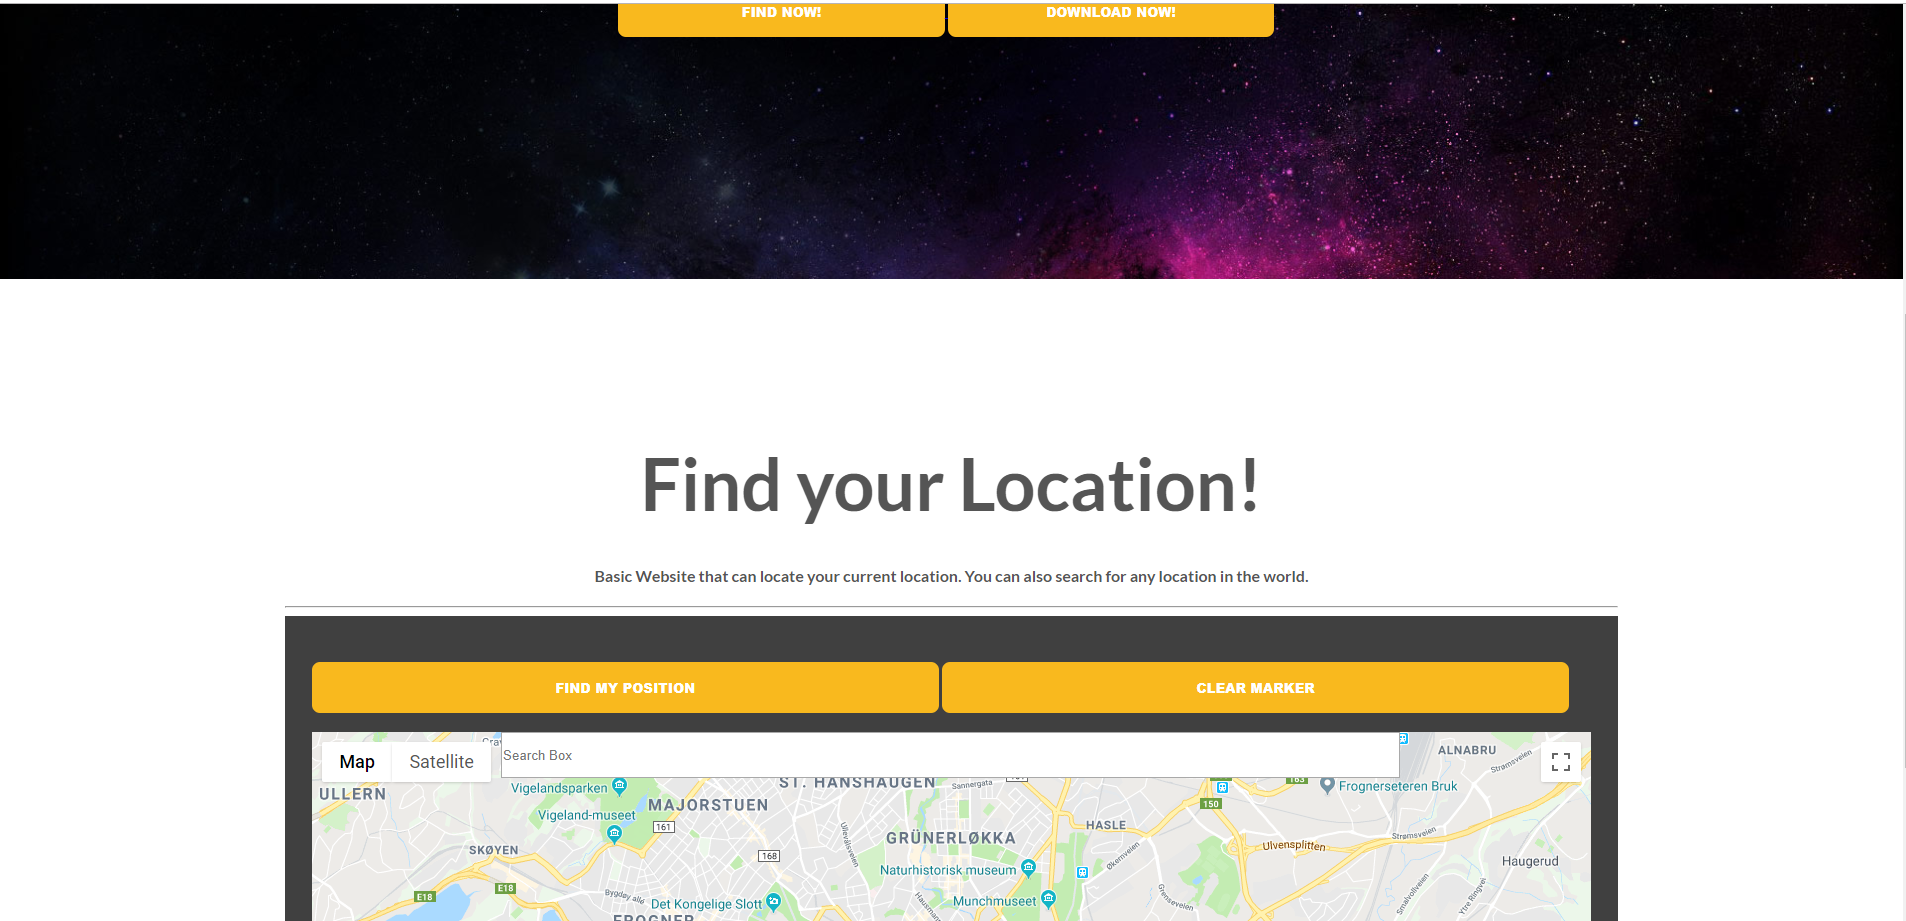 FIND NOW!
DOWNLOAD NOW!
Find your Location!
Basic Website that can locate your current location. You can also search for any location in the world.
FIND MY POSITION
CLEAR MARKER
Map
Satellite
Search Box
ALNABRU
Strømsveien
ULLERN
Vigelandsparken
ST. HANSHAUGEN
Sannergata
163
Frognerseteren Bruk
MAJORSTUEN
150
Vigeland-museet
161
Ullevålsveien
GRÜNERLØKKA
HASLE
Strømsveien
SKØYEN
168
Økernveien
Ulvensplitten
Haugerud
Naturhistorisk museum
E18
E18
Bygdøy alle
Det Kongelige Slott
Munchmuseet
Grenseveien
Smalvollveien
Ytre Ringvei
FROGNER